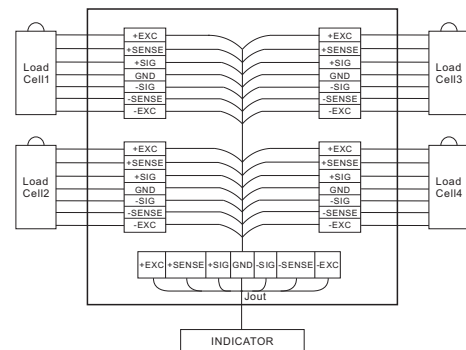 Load
Cell1
+EXC
+SENSE
+SIG
GND
-SIG
-SENSE
-EXC
+EXC
+SENSE
+SIG
GND
-SIG
-SENSE
-EXC
Load
Cell3
Load
Cell2
+EXC
+SENSE
+SIG
GND
-SIG
-SENSE
-EXC
+EXC
+SENSE
+SIG
GND
-SIG
-SENSE
-EXC
Load
Cell4
+EXC +SENSE +SIG GND -SIG -SENSE -EXC
Jout
INDICATOR